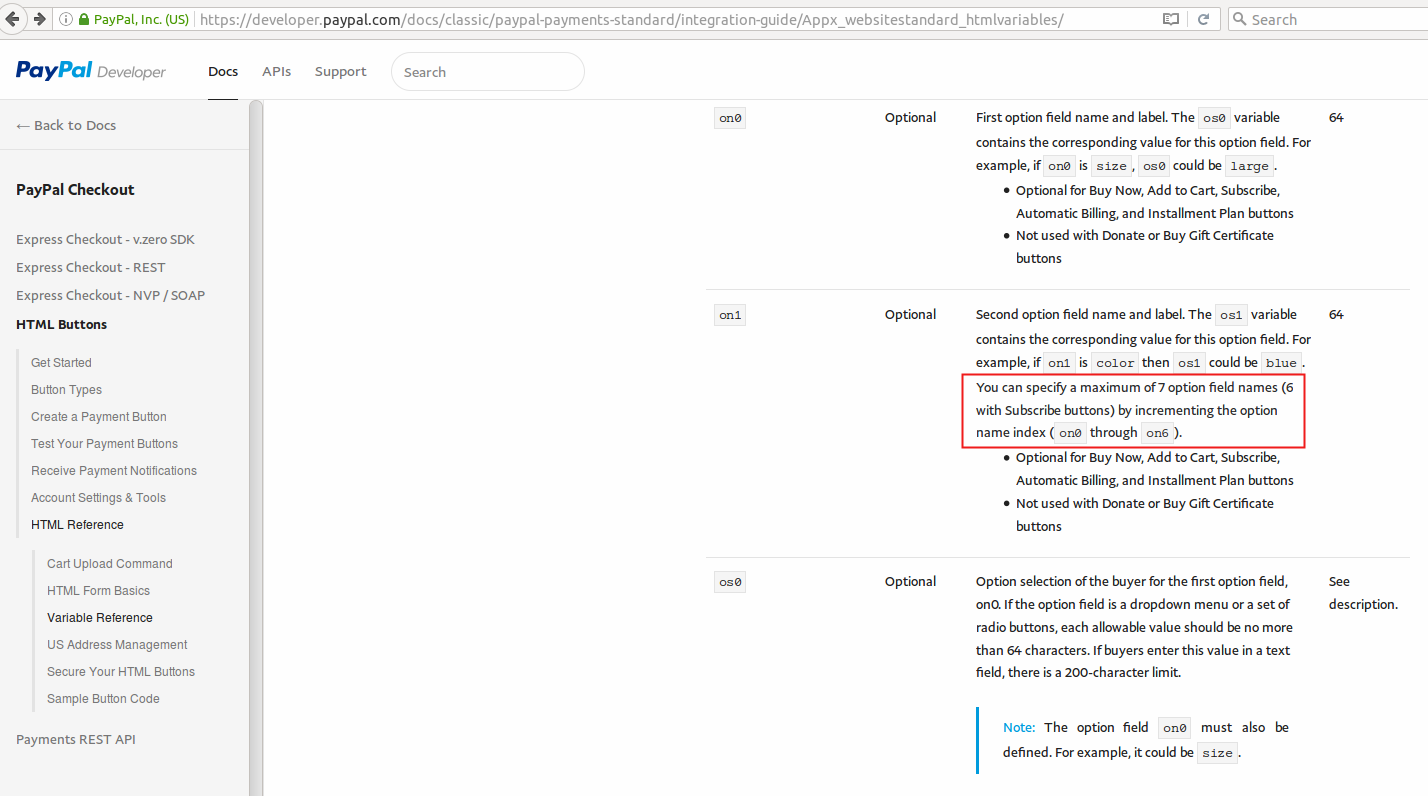 PayPal, Inc. (US) https://developer.paypal.com/docs/classic/paypal-payments-standard/integration-guide/Appx_websitestandard_htmlvariables/ Search
PayPal Developer Docs APIs Support Search
← Back to Docs
PayPal Checkout
Express Checkout - v.zero SDK
Express Checkout - REST
Express Checkout - NVP / SOAP
HTML Buttons
Get Started
Button Types
Create a Payment Button
Test Your Payment Buttons
Receive Payment Notifications
Account Settings & Tools
HTML Reference
Cart Upload Command
HTML Form Basics
Variable Reference
US Address Management
Secure Your HTML Buttons
Sample Button Code
Payments REST API
on0 Optional First option field name and label. The os0 variable 64
contains the corresponding value for this option field. For
example, if on0 is size , os0 could be large .
• Optional for Buy Now, Add to Cart, Subscribe,
Automatic Billing, and Installment Plan buttons
• Not used with Donate or Buy Gift Certificate
buttons
on1 Optional Second option field name and label. The os1 variable 64
contains the corresponding value for this option field. For
example, if on1 is color then os1 could be blue .
You can specify a maximum of 7 option field names (6
with Subscribe buttons) by incrementing the option
name index ( on0 through on6 ).
• Optional for Buy Now, Add to Cart, Subscribe,
Automatic Billing, and Installment Plan buttons
• Not used with Donate or Buy Gift Certificate
buttons
os0 Optional Option selection of the buyer for the first option field, See
on0. If the option field is a dropdown menu or a set of description.
radio buttons, each allowable value should be no more
than 64 characters. If buyers enter this value in a text
field, there is a 200-character limit.
Note: The option field on0 must also be
defined. For example, it could be size .